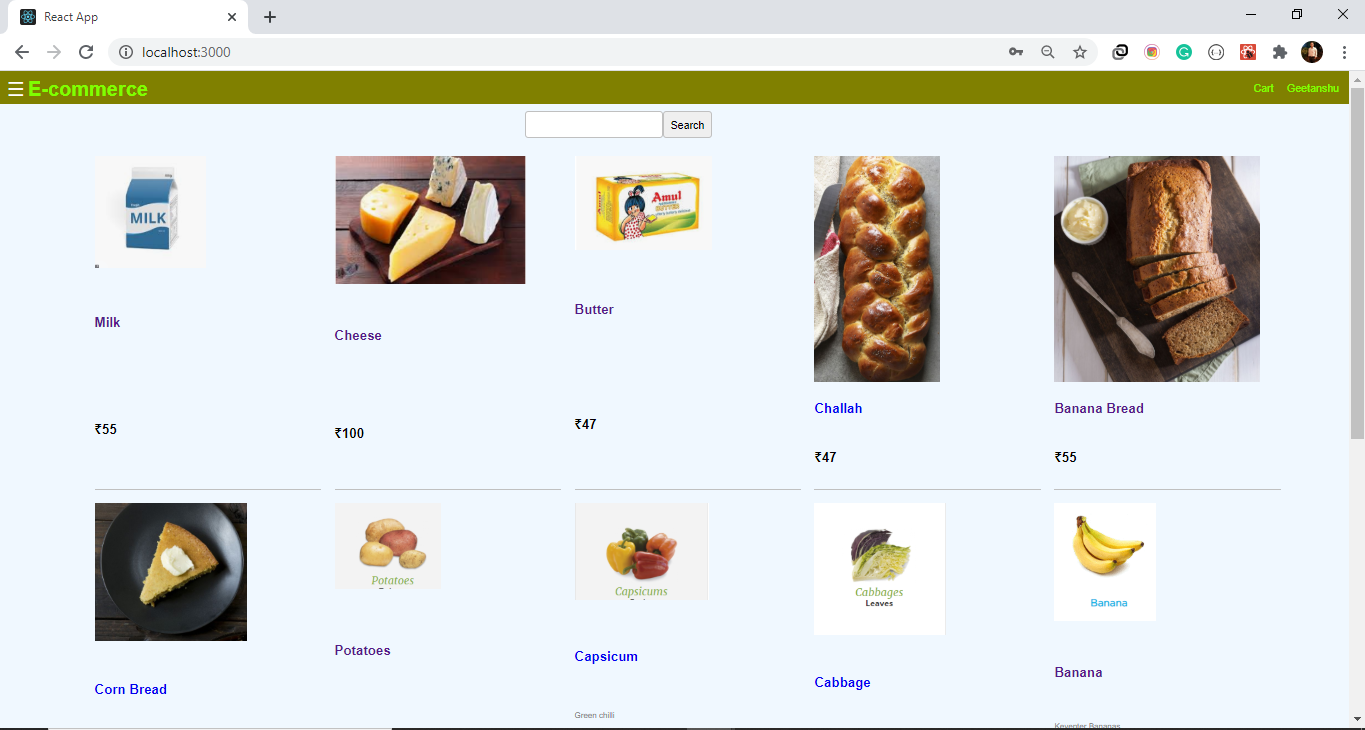 React App
localhost:3000
☰ E-commerce
Cart Geetanshu
Search
MILK
Amul
BUTTER
Milk
Cheese
Butter
Challah
Banana Bread
₹55
₹100
₹47
₹47
₹55
Potatoes
Capsicums
Cabbages
Leaves
Banana
Corn Bread
Potatoes
Capsicum
Cabbage
Banana
Green chilli
Keventer Bananas